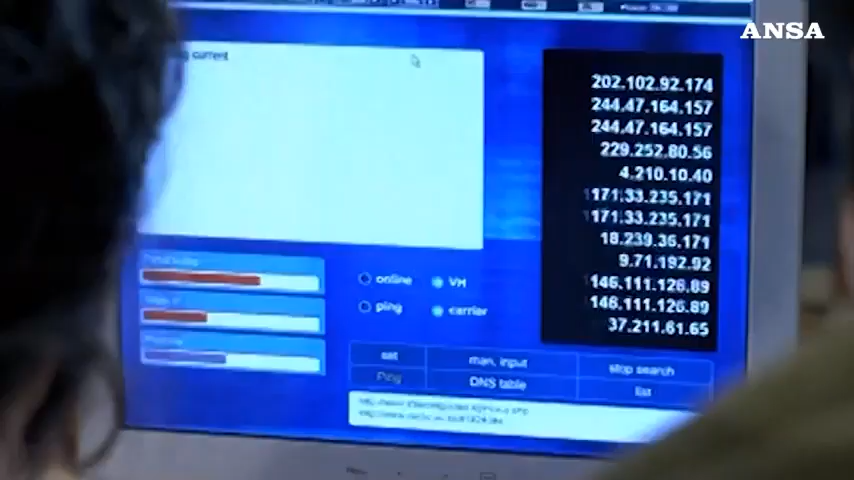 ANSA
current
202.102.92.174
244.47.164.157
244.47.164.157
229.252.80.56
4.210.10.40
171.33.235.171
171.33.235.171
18.239.36.171
9.71.192.92
146.111.126.89
146.111.126.89
37.211.61.65
online VH
ping carrier
set man, input stop search
Ping DNS table list